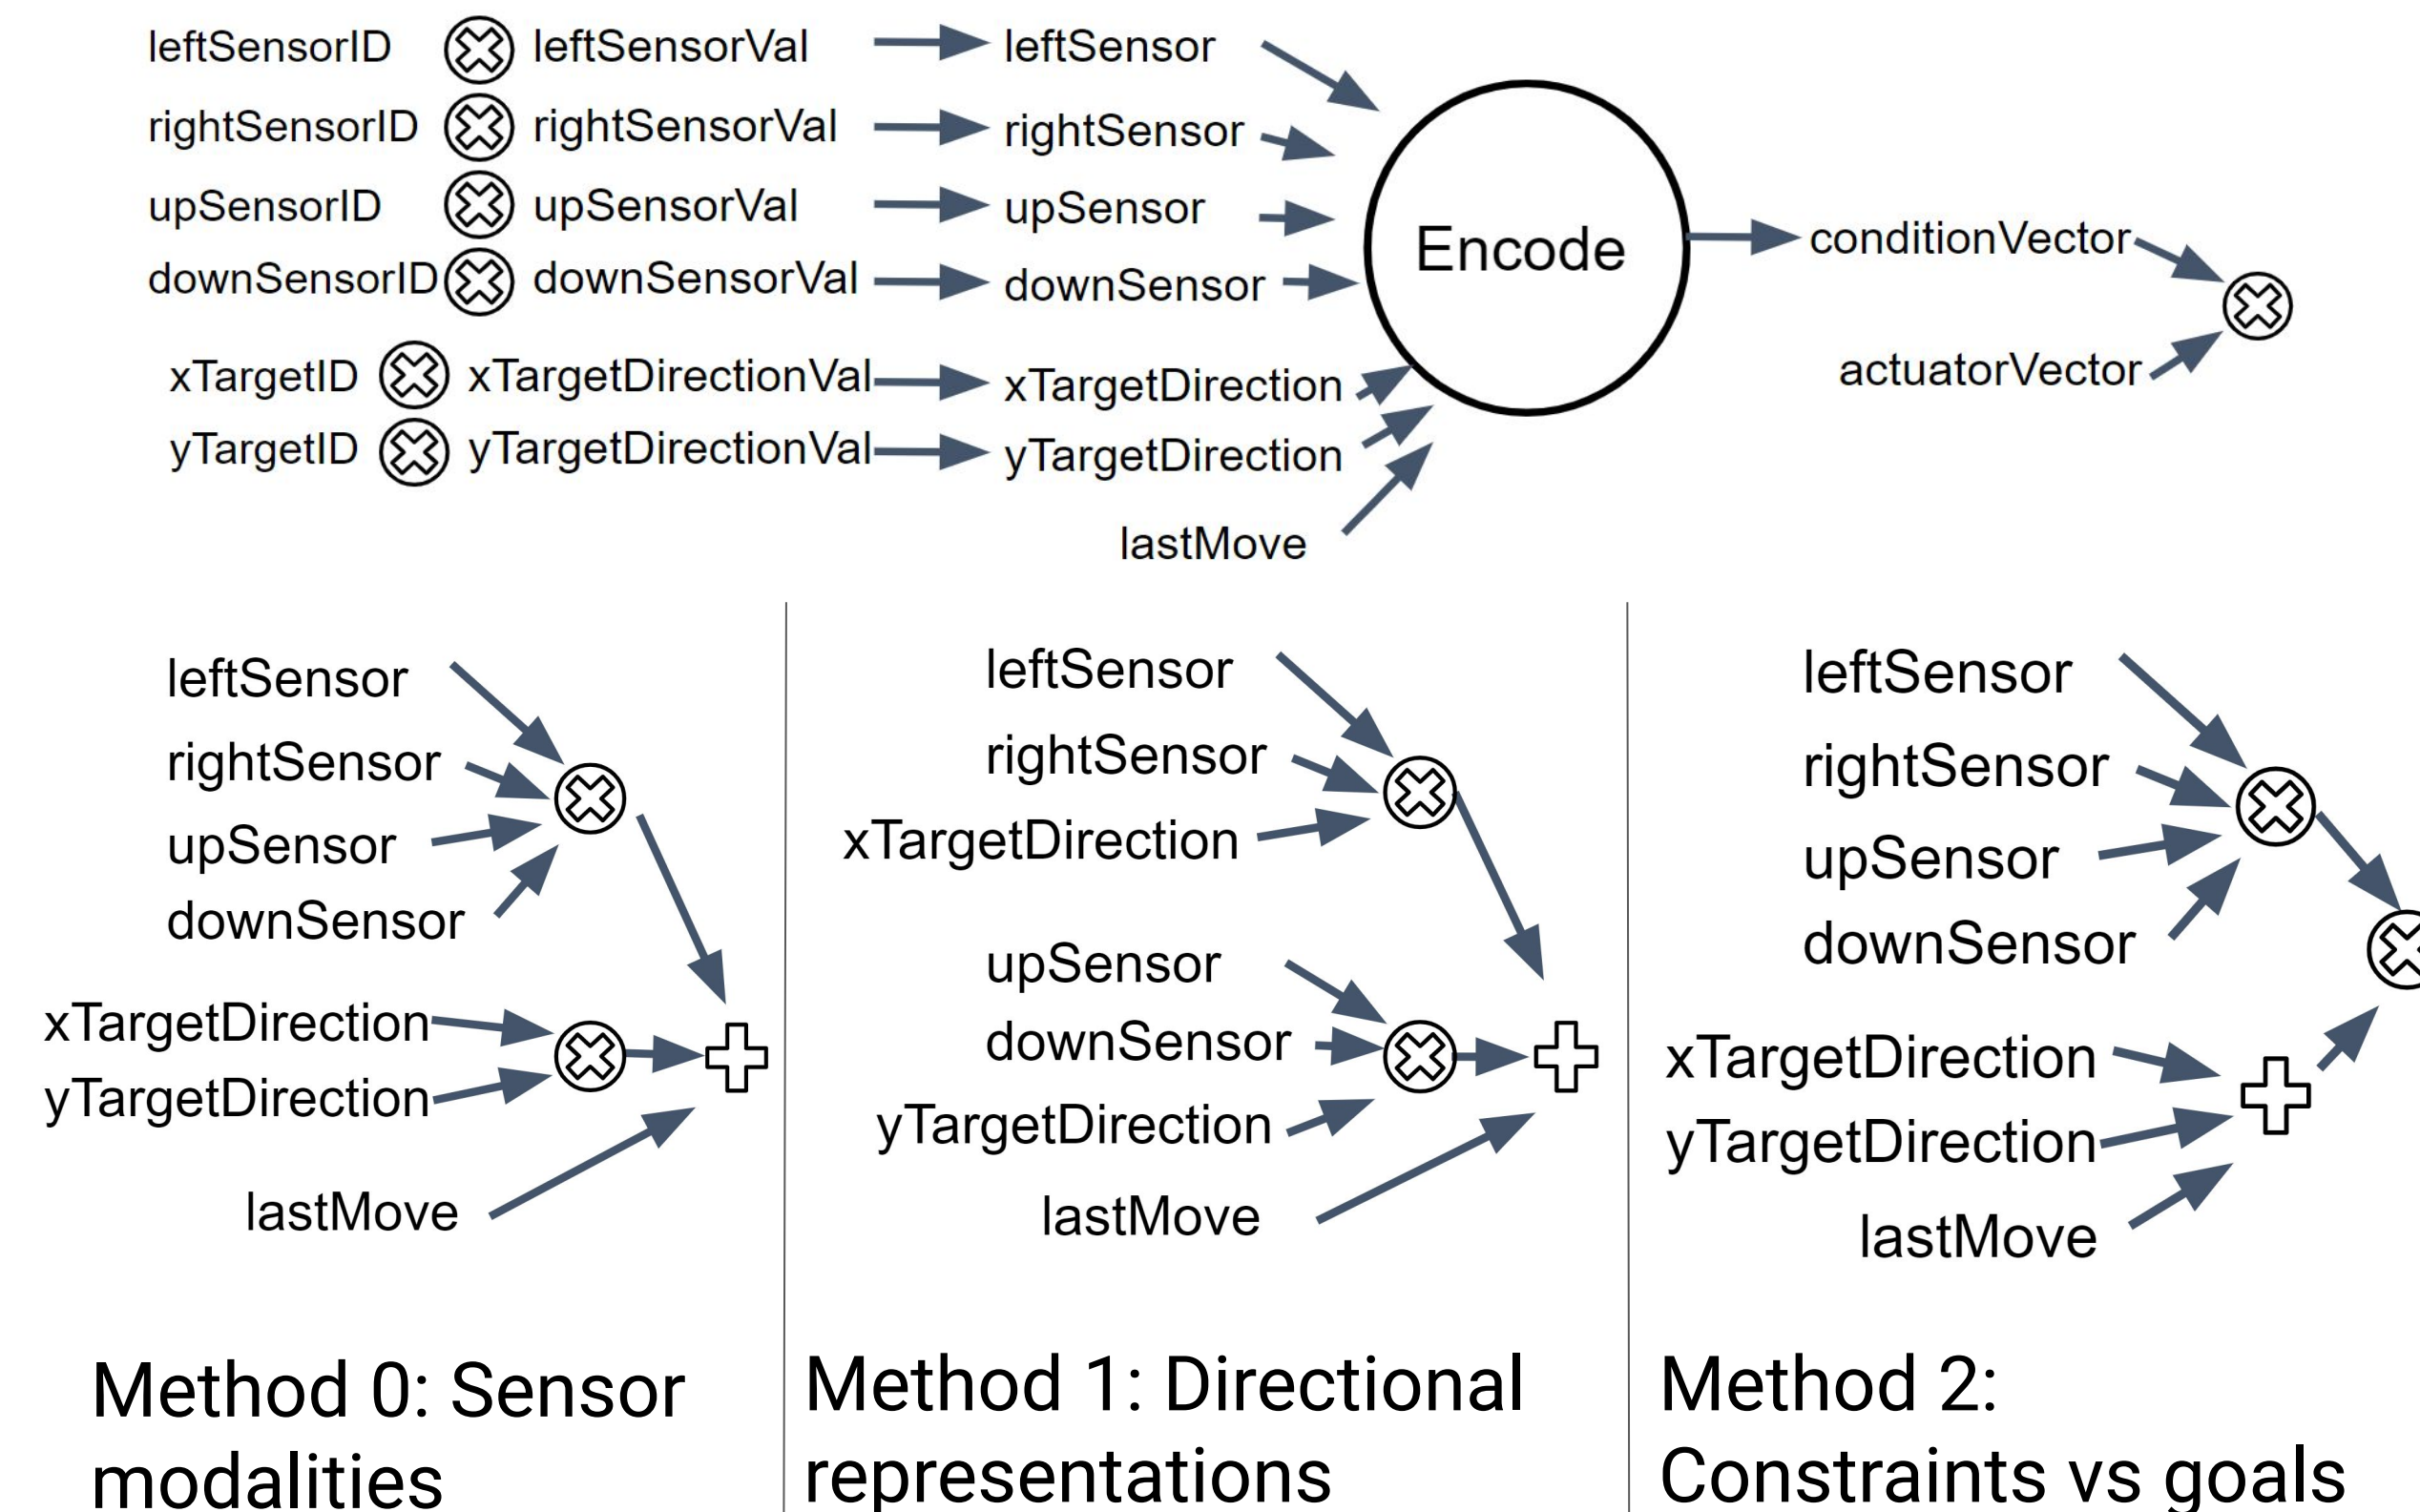 leftSensorID leftSensorVal leftSensor
rightSensorID rightSensorVal rightSensor
upSensorID upSensorVal upSensor
downSensorID downSensorVal downSensor
xTargetID xTargetDirectionVal xTargetDirection
yTargetID yTargetDirectionVal yTargetDirection
lastMove
Encode
conditionVector
actuatorVector
leftSensor
rightSensor
upSensor
downSensor
xTargetDirection
yTargetDirection
lastMove
Method 0: Sensor
modalities
leftSensor
rightSensor
xTargetDirection
upSensor
downSensor
yTargetDirection
lastMove
Method 1: Directional
representations
leftSensor
rightSensor
upSensor
downSensor
xTargetDirection
yTargetDirection
lastMove
Method 2:
Constraints vs goals